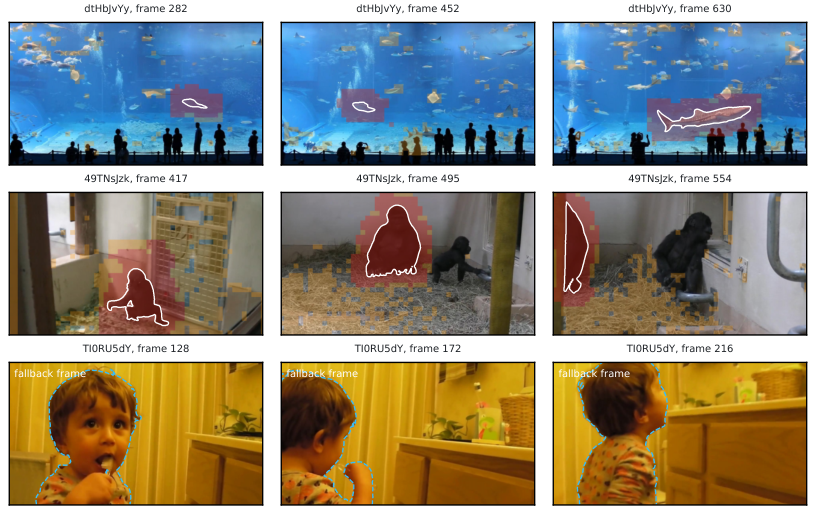 dtHbJvYy, frame 282
dtHbJvYy, frame 452
dtHbJvYy, frame 630
49TNsJzk, frame 417
49TNsJzk, frame 495
49TNsJzk, frame 554
TI0RU5dY, frame 128
TI0RU5dY, frame 172
TI0RU5dY, frame 216
fallback frame
fallback frame
fallback frame